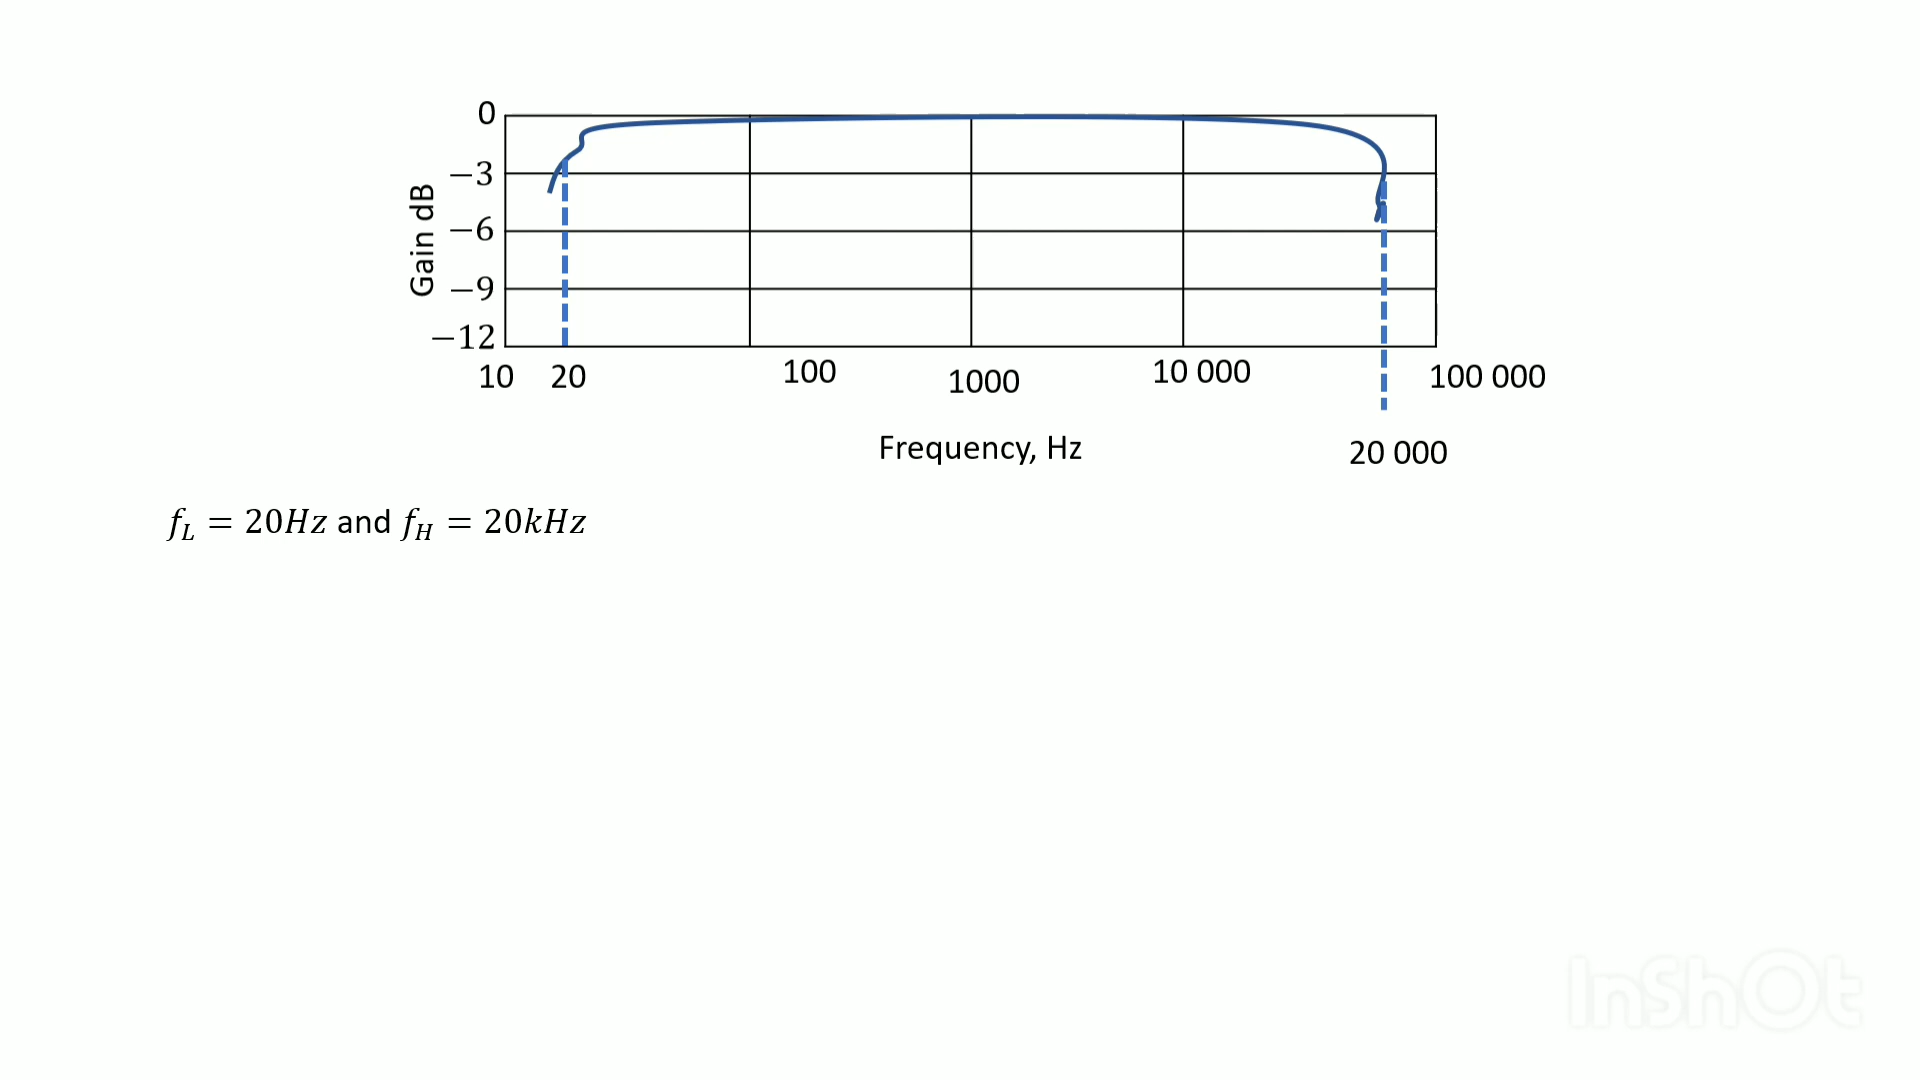 0
−3
−6
−9
−12
Gain dB
10 20 100 1000 10 000 100 000
Frequency, Hz
20 000
f_L = 20Hz and f_H = 20kHz
InShOt